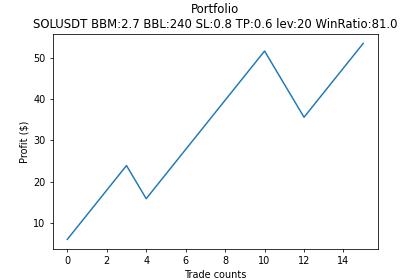 Portfolio
SOLUSDT BBM:2.7 BBL:240 SL:0.8 TP:0.6 lev:20 WinRatio:81.0
50
40
30
20
10
Profit ($)
0 2 4 6 8 10 12 14
Trade counts